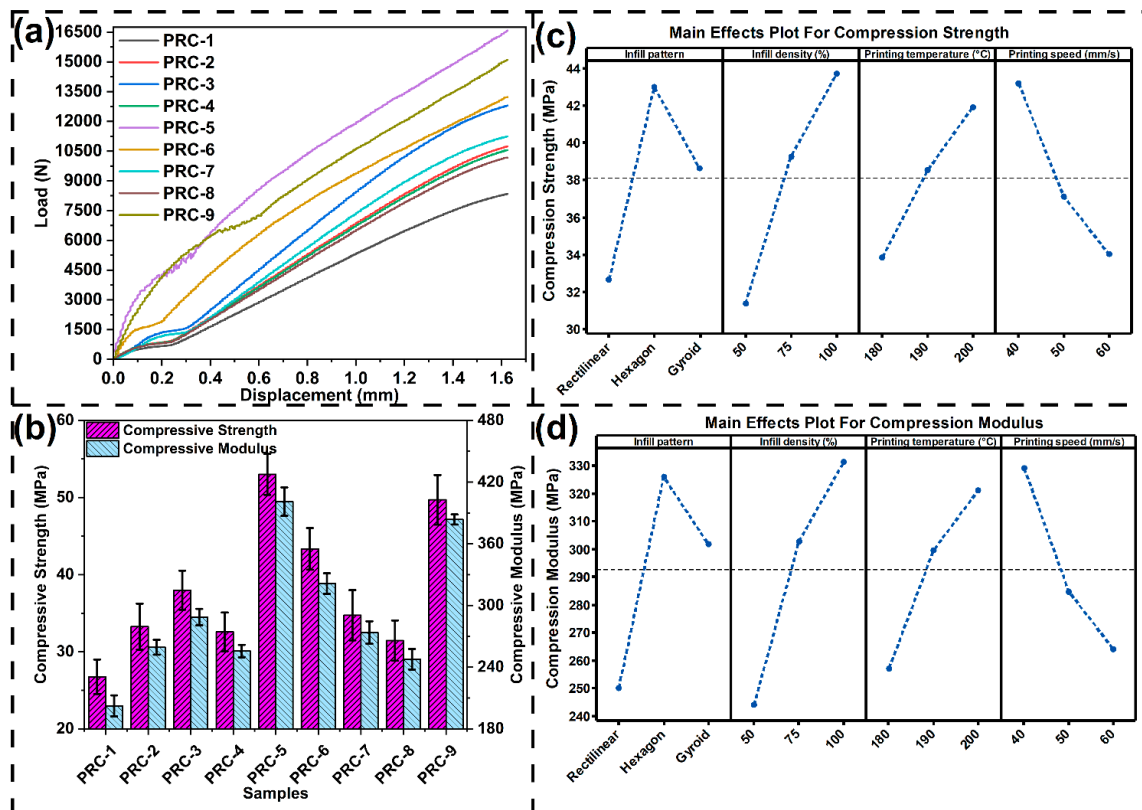 (a)
PRC-1
PRC-2
PRC-3
PRC-4
PRC-5
PRC-6
PRC-7
PRC-8
PRC-9
Load (N)
16500
15000
13500
12000
10500
9000
7500
6000
4500
3000
1500
0
0.0 0.2 0.4 0.6 0.8 1.0 1.2 1.4 1.6
Displacement (mm)
(b)
Compressive Strength
Compressive Modulus
Compressive Strength (MPa)
60
50
40
30
20
Compressive Modulus (MPa)
480
420
360
300
240
180
PRC-1 PRC-2 PRC-3 PRC-4 PRC-5 PRC-6 PRC-7 PRC-8 PRC-9
Samples
(c)
Main Effects Plot For Compression Strength
Infill pattern Infill density (%) Printing temperature (°C) Printing speed (mm/s)
Compression Strength (MPa)
44
42
40
38
36
34
32
30
Rectilinear Hexagon Gyroid 50 75 100 180 190 200 40 50 60
(d)
Main Effects Plot For Compression Modulus
Infill pattern Infill density (%) Printing temperature (°C) Printing speed (mm/s)
Compression Modulus (MPa)
330
320
310
300
290
280
270
260
250
240
Rectilinear Hexagon Gyroid 50 75 100 180 190 200 40 50 60